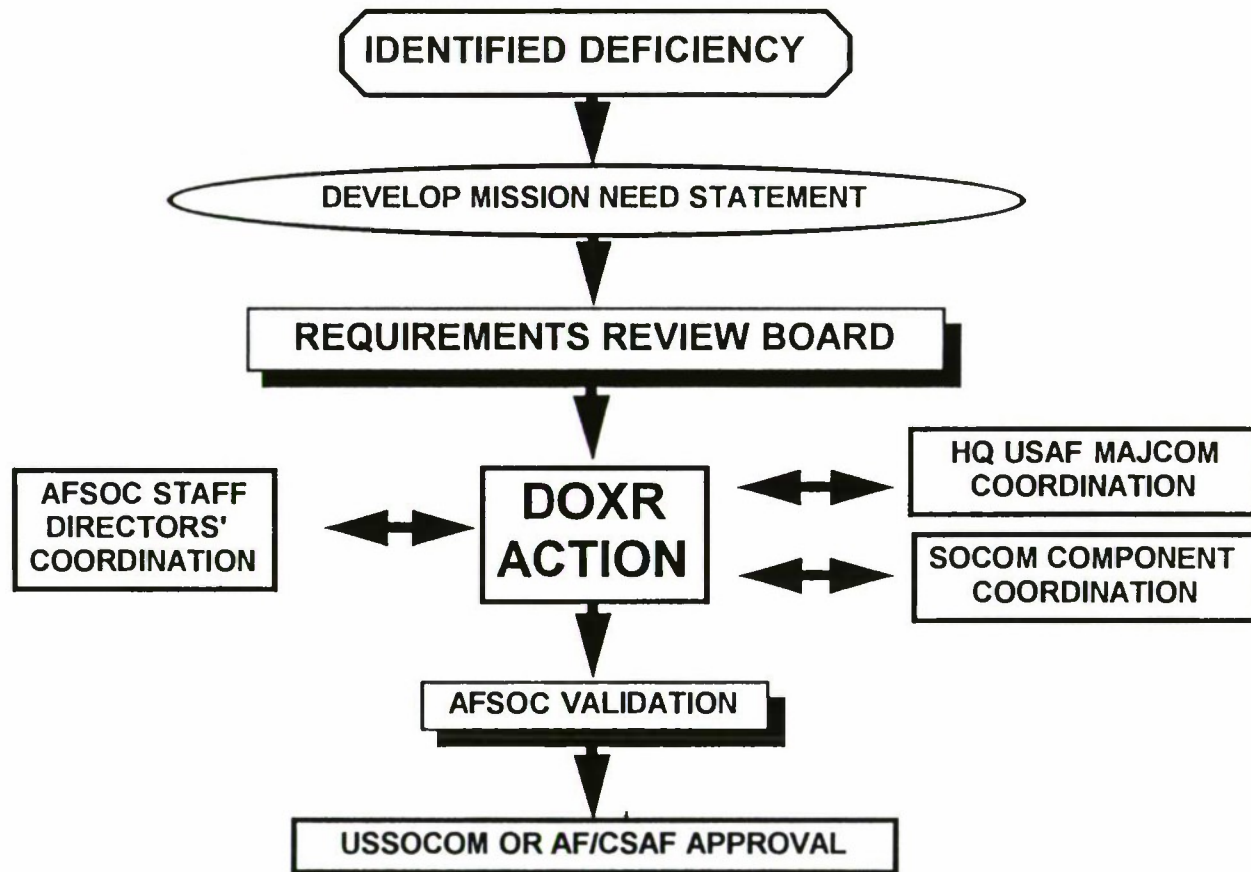 IDENTIFIED DEFICIENCY
DEVELOP MISSION NEED STATEMENT
REQUIREMENTS REVIEW BOARD
AFSOC STAFF
DIRECTORS'
COORDINATION
DOXR
ACTION
HQ USAF MAJCOM
COORDINATION
SOCOM COMPONENT
COORDINATION
AFSOC VALIDATION
USSOCOM OR AF/CSAF APPROVAL